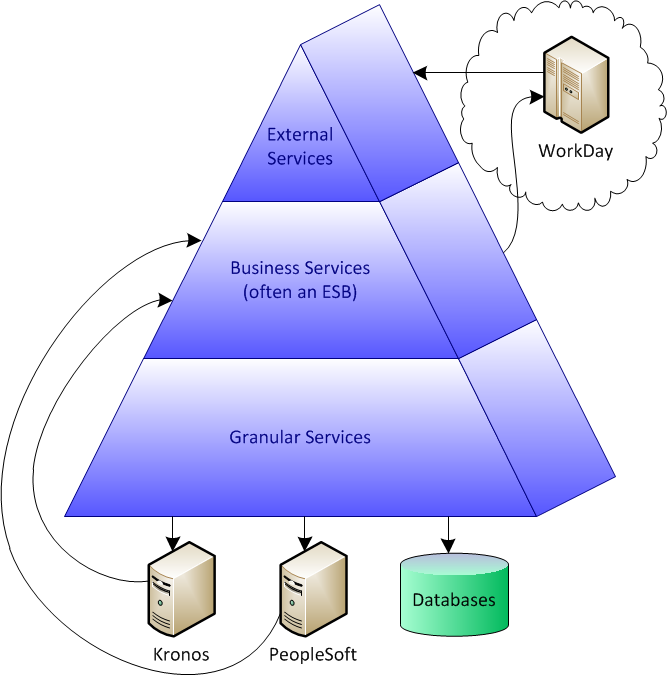 External
Services
WorkDay
Business Services
(often an ESB)
Granular Services
Databases
Kronos
PeopleSoft